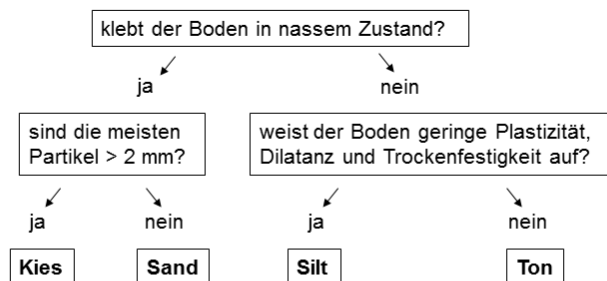 klebt der Boden in nassem Zustand?
ja
nein
sind die meisten
Partikel > 2 mm?
weist der Boden geringe Plastizität,
Dilatanz und Trockenfestigkeit auf?
ja
nein
ja
nein
Kies
Sand
Silt
Ton